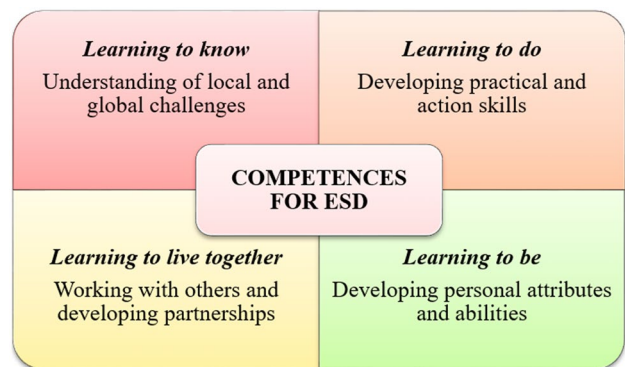 Learning to know
Understanding of local and
global challenges
Learning to do
Developing practical and
action skills
COMPETENCES
FOR ESD
Learning to live together
Working with others and
developing partnerships
Learning to be
Developing personal attributes
and abilities